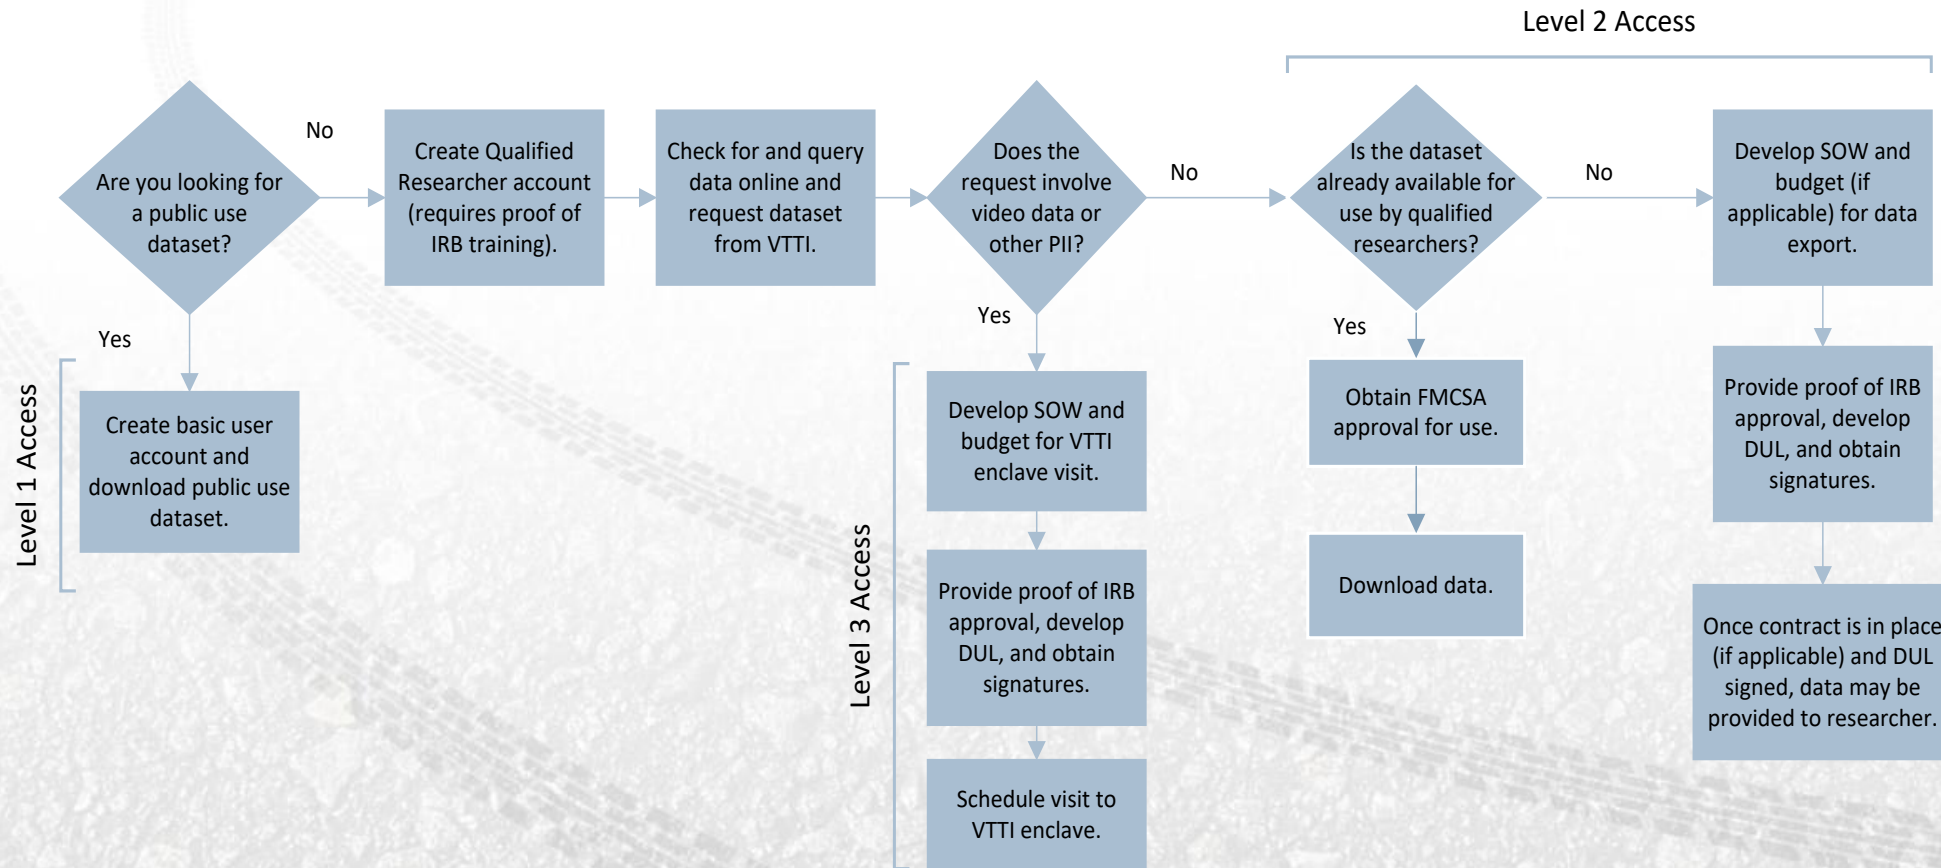 Level 2 Access
Are you looking for
a public use
dataset?
No
Create Qualified
Researcher account
(requires proof of
IRB training).
Check for and query
data online and
request dataset
from VTTI.
Does the
request involve
video data or
other PII?
No
Is the dataset
already available for
use by qualified
researchers?
No
Develop SOW and
budget (if
applicable) for data
export.
Yes
Level 1 Access
Create basic user
account and
download public use
dataset.
Yes
Level 3 Access
Develop SOW and
budget for VTTI
enclave visit.
Provide proof of IRB
approval, develop
DUL, and obtain
signatures.
Schedule visit to
VTTI enclave.
Yes
Obtain FMCSA
approval for use.
Download data.
Provide proof of IRB
approval, develop
DUL, and obtain
signatures.
Once contract is in place
(if applicable) and DUL
signed, data may be
provided to researcher.